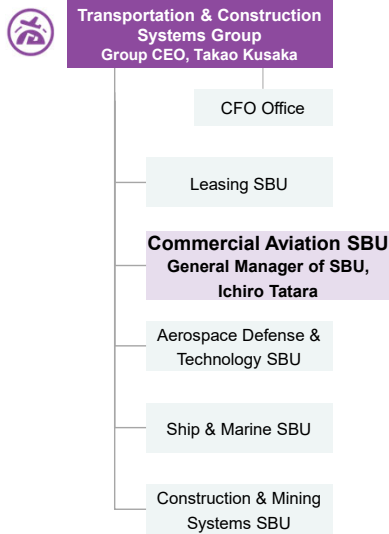 Transportation & Construction
Systems Group
Group CEO, Takao Kusaka
CFO Office
Leasing SBU
Commercial Aviation SBU
General Manager of SBU,
Ichiro Tatara
Aerospace Defense &
Technology SBU
Ship & Marine SBU
Construction & Mining
Systems SBU